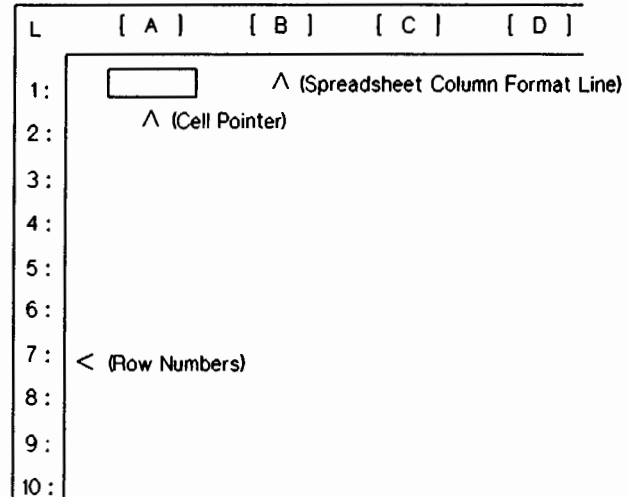 L [ A ] [ B ] [ C ] [ D ]
1: ^ (Spreadsheet Column Format Line)
^ (Cell Pointer)
2:
3:
4:
5:
6:
7: < (Row Numbers)
8:
9:
10: